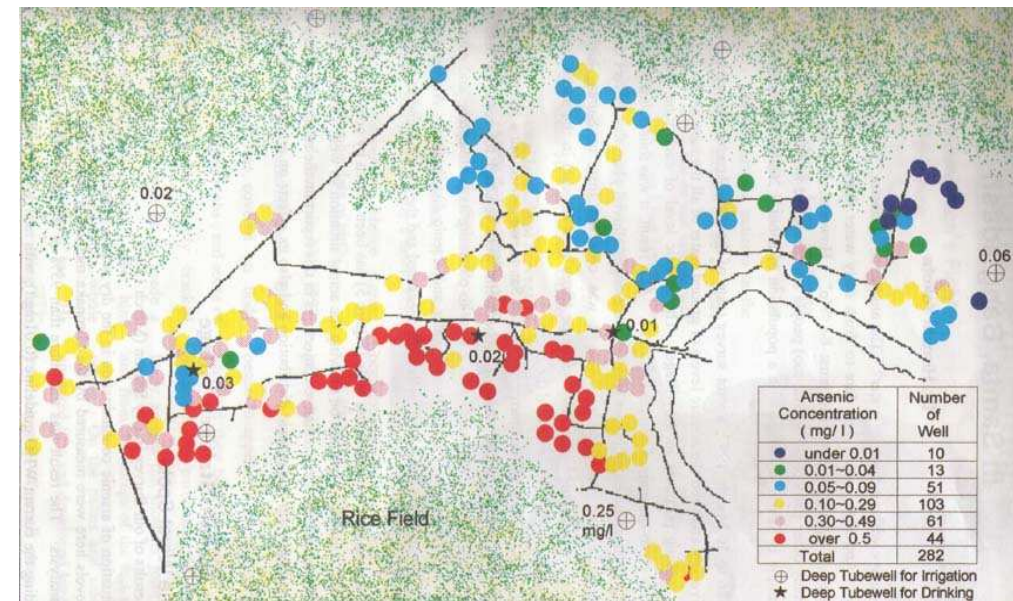 0.02
0.06
0.01
0.02
0.03
Arsenic Number
Concentration of
( mg/ l ) Well
under 0.01 10
0.01~0.04 13
0.05~0.09 51
0.10~0.29 103
0.30~0.49 61
over 0.5 44
Total 282
0.25
mg/l
Rice Field
Deep Tubewell for Irrigation
Deep Tubewell for Drinking